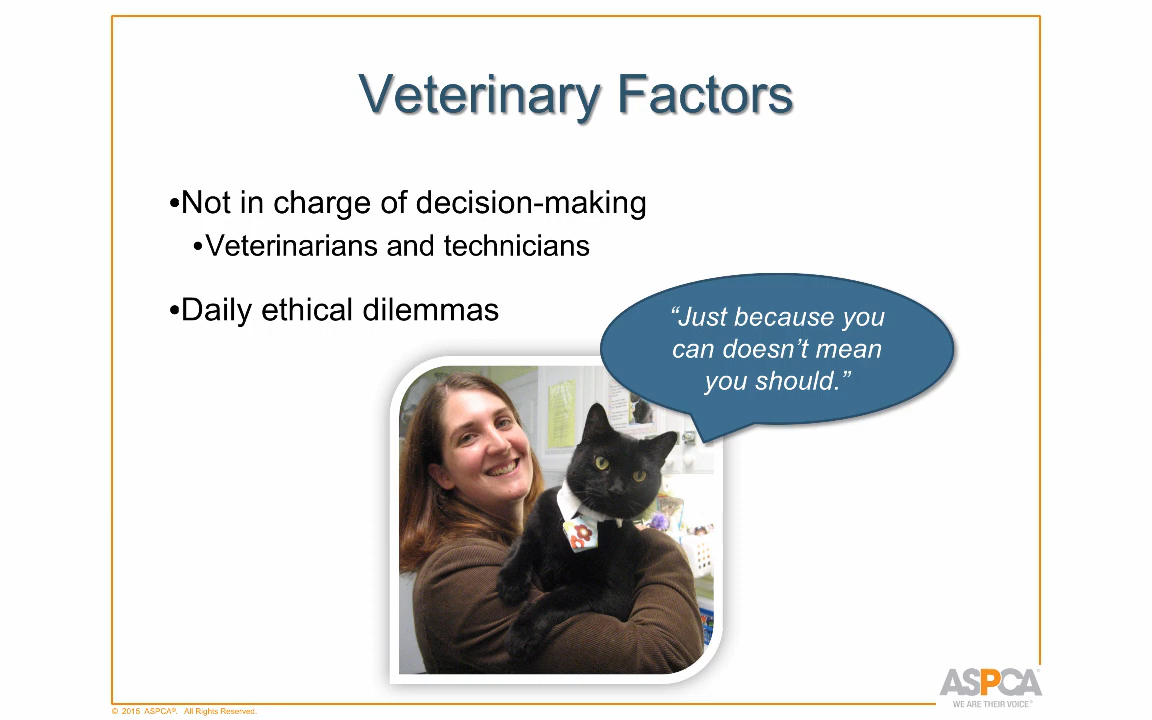 Veterinary Factors
•Not in charge of decision-making
•Veterinarians and technicians
•Daily ethical dilemmas
“Just because you
can doesn’t mean
you should.”
ASPCA®
WE ARE THEIR VOICE.®
© 2015 ASPCA®. All Rights Reserved.